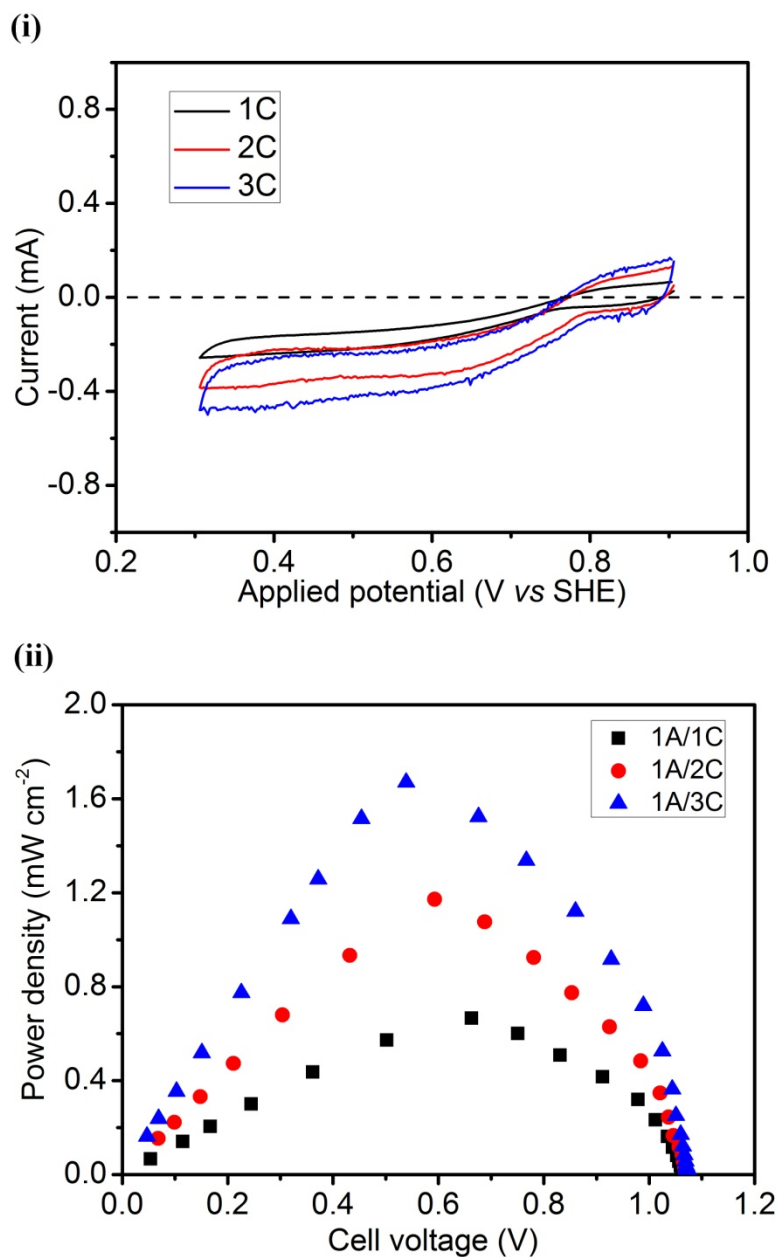 (i)
0.8
0.4
0.0
-0.4
-0.8
Current (mA)
1C
2C
3C
0.2
0.4
0.6
0.8
1.0
Applied potential (V vs SHE)
(ii)
2.0
1.6
1.2
0.8
0.4
0.0
Power density (mW cm-2)
1A/1C
1A/2C
1A/3C
0.0
0.2
0.4
0.6
0.8
1.0
1.2
Cell voltage (V)